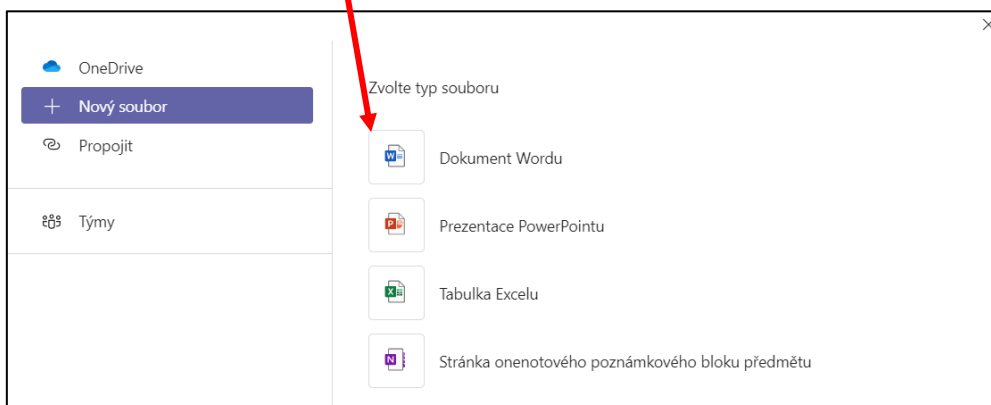 OneDrive
Nový soubor
Propojit
Týmy
Zvolte typ souboru
Dokument Wordu
Prezentace PowerPointu
Tabulka Excelu
Stránka onenotového poznámkového bloku předmětu